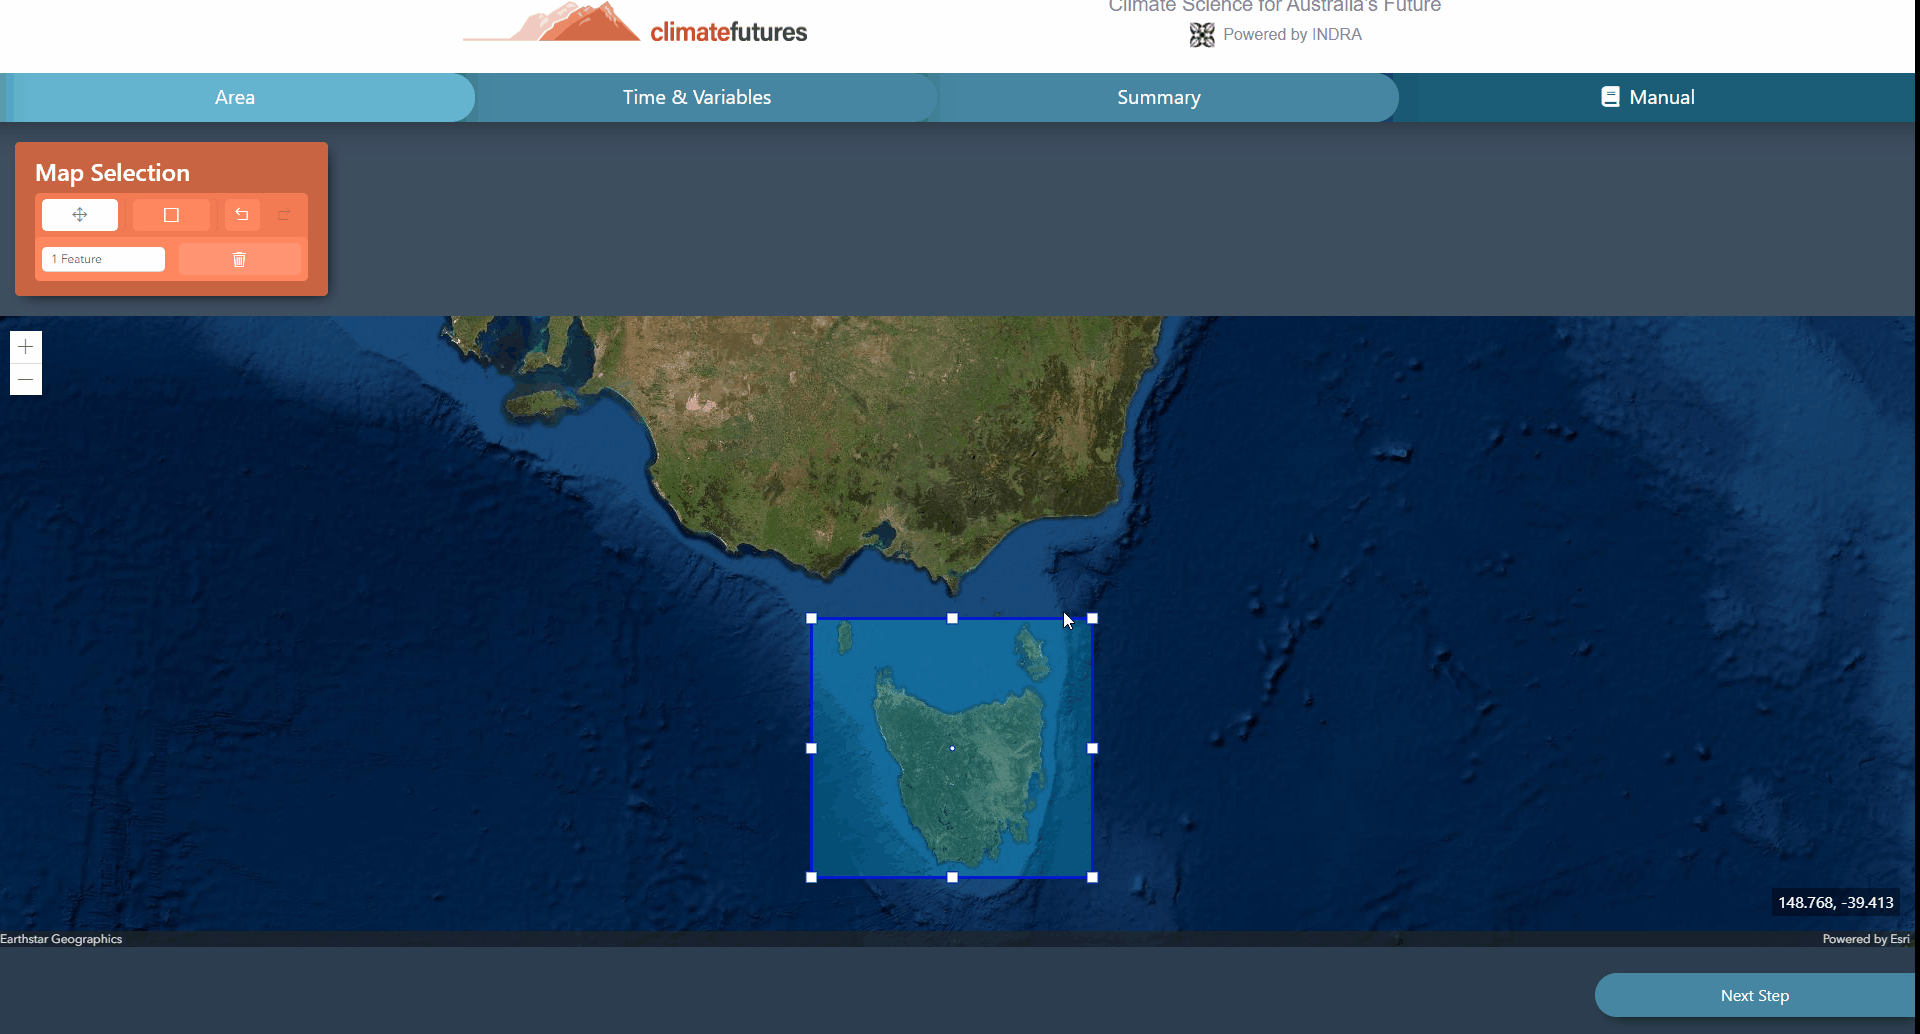 climatefutures
Climate Science for Australia's Future
Powered by INDRA
Area
Time & Variables
Summary
Manual
Map Selection
1 Feature
148.768, -39.413
Earthstar Geographics
Powered by Esri
Next Step